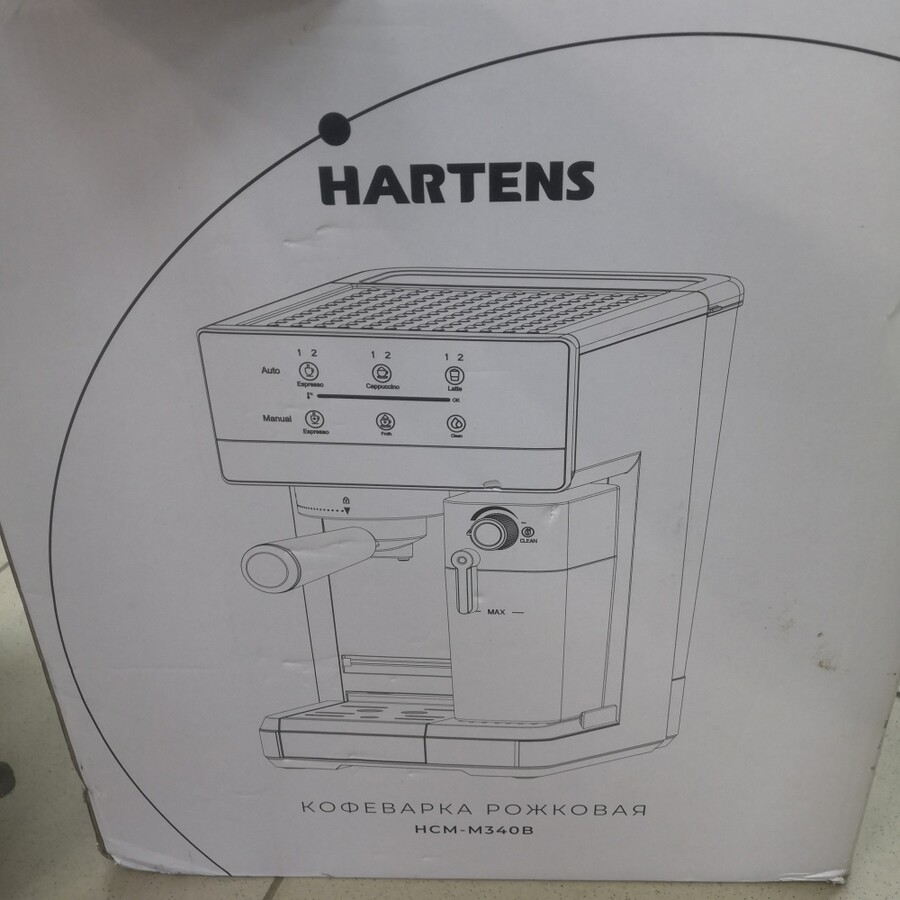 HARTENS
1 2 1 2 1 2
Auto
Espresso Cappuccino Latte
OK
Manual
Espresso Froth Clean
CLEAN
MAX
КОФЕВАРКА РОЖКОВАЯ
HCM-M340B